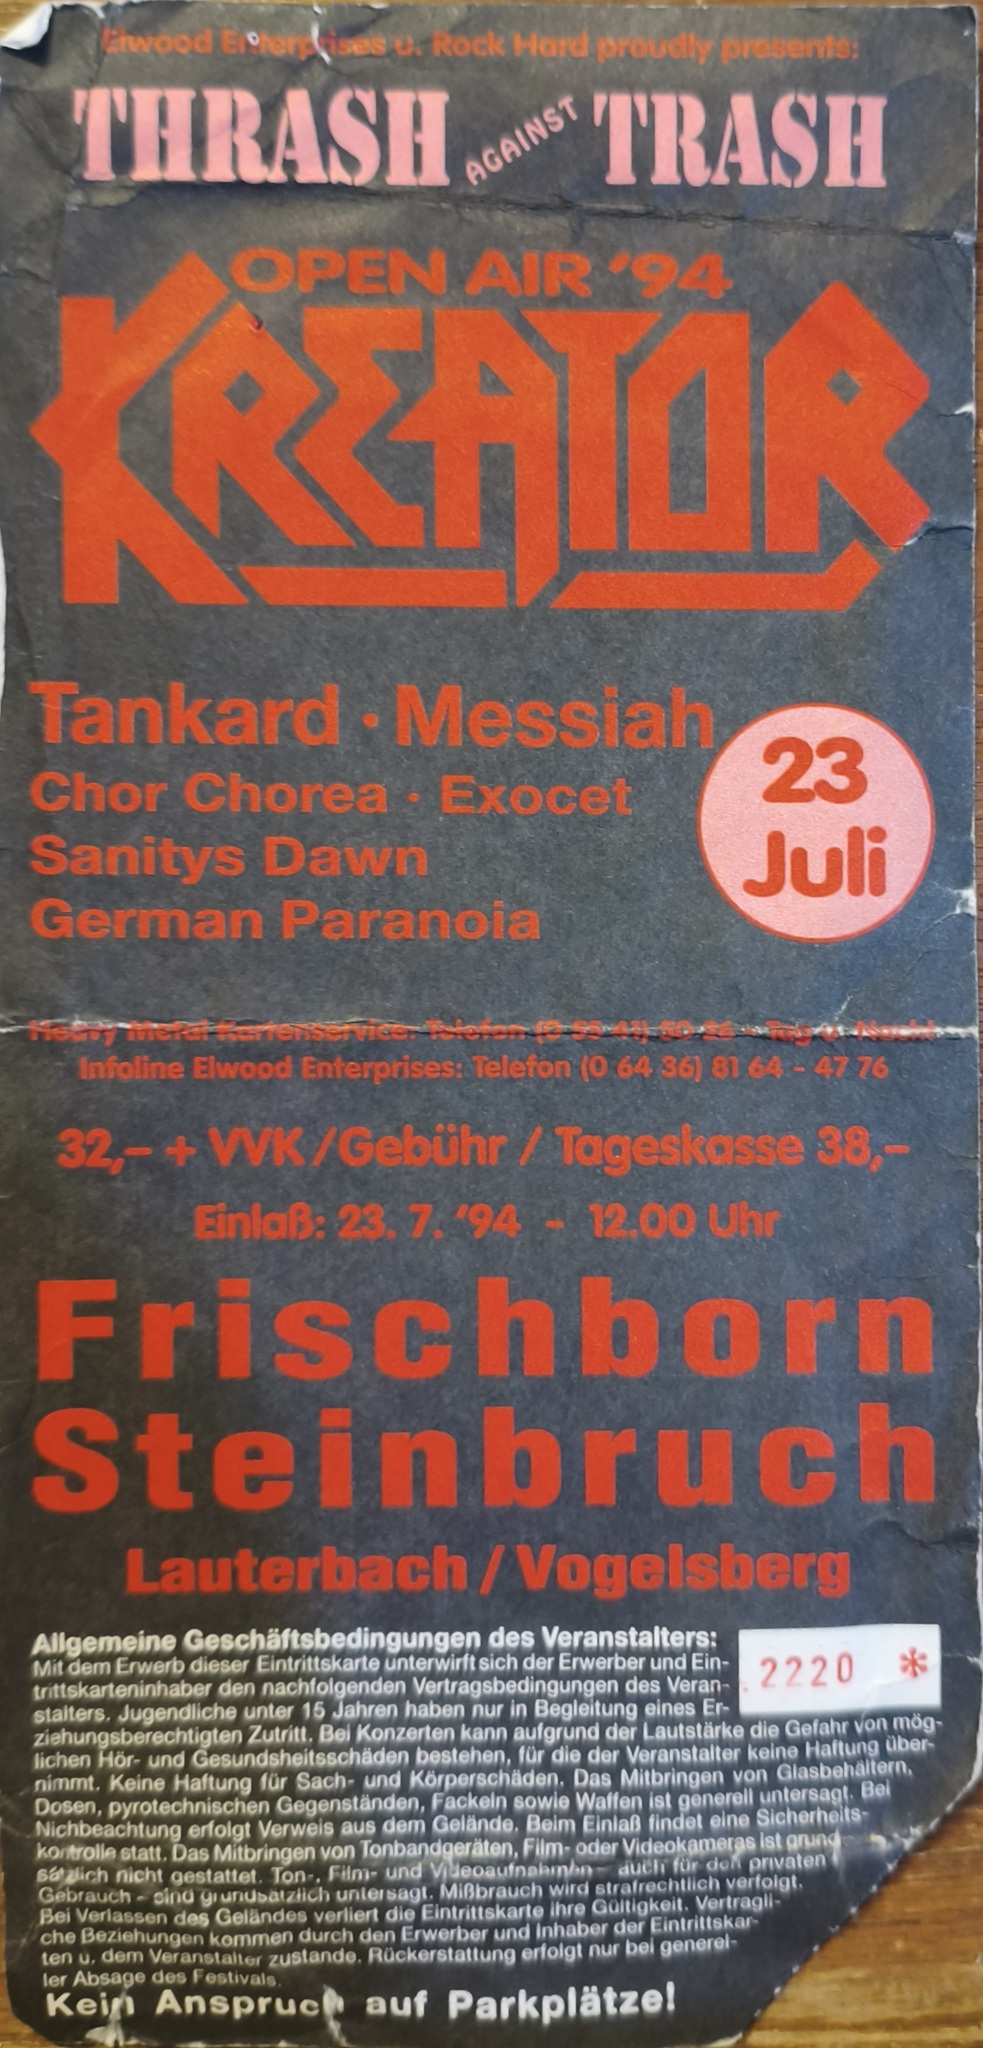 Elwood Enterprises u. Rock Hard proudly presents:
THRASH AGAINST TRASH
OPEN AIR '94
KREATOR
Tankard · Messiah
Chor Chorea · Exocet
Sanitys Dawn
German Paranoia
23
Juli
Heavy Metal Kartenservice: Telefon - Tag u. Nacht
Infoline Elwood Enterprises: Telefon (0 64 36) 81 64 - 47 76
32,– + VVK/Gebühr / Tageskasse 38,–
Einlaß: 23. 7. '94 - 12.00 Uhr
Frischborn
Steinbruch
Lauterbach / Vogelsberg
2220 *
Allgemeine Geschäftsbedingungen des Veranstalters:
Mit dem Erwerb dieser Eintrittskarte unterwirft sich der Erwerber und Ein-
trittskarteninhaber den nachfolgenden Vertragsbedingungen des Veran-
stalters. Jugendliche unter 15 Jahren haben nur in Begleitung eines Er-
ziehungsberechtigten Zutritt. Bei Konzerten kann aufgrund der Lautstärke die Gefahr von mög-
lichen Hör- und Gesundsheitsschäden bestehen, für die der Veranstalter keine Haftung über-
nimmt. Keine Haftung für Sach- und Körperschäden. Das Mitbringen von Glasbehältern,
Dosen, pyrotechnischen Gegenständen, Fackeln sowie Waffen ist generell untersagt. Bei
Nichbeachtung erfolgt Verweis aus dem Gelände. Beim Einlaß findet eine Sicherheits-
kontrolle statt. Das Mitbringen von Tonbandgeräten, Film- oder Videokameras ist grund
sätzlich nicht gestattet. Ton-, Film- und Videoaufnahmen – auch für den privaten
Gebrauch – sind grundsätzlich untersagt. Mißbrauch wird strafrechtlich verfolgt.
Bei Verlassen des Geländes verliert die Eintrittskarte ihre Gültigkeit. Vertragli-
che Beziehungen kommen durch den Erwerber und Inhaber der Eintrittskar-
ten u. dem Veranstalter zustande. Rückerstattung erfolgt nur bei generel-
ler Absage des Festivals.
Kein Anspruch auf Parkplätze!